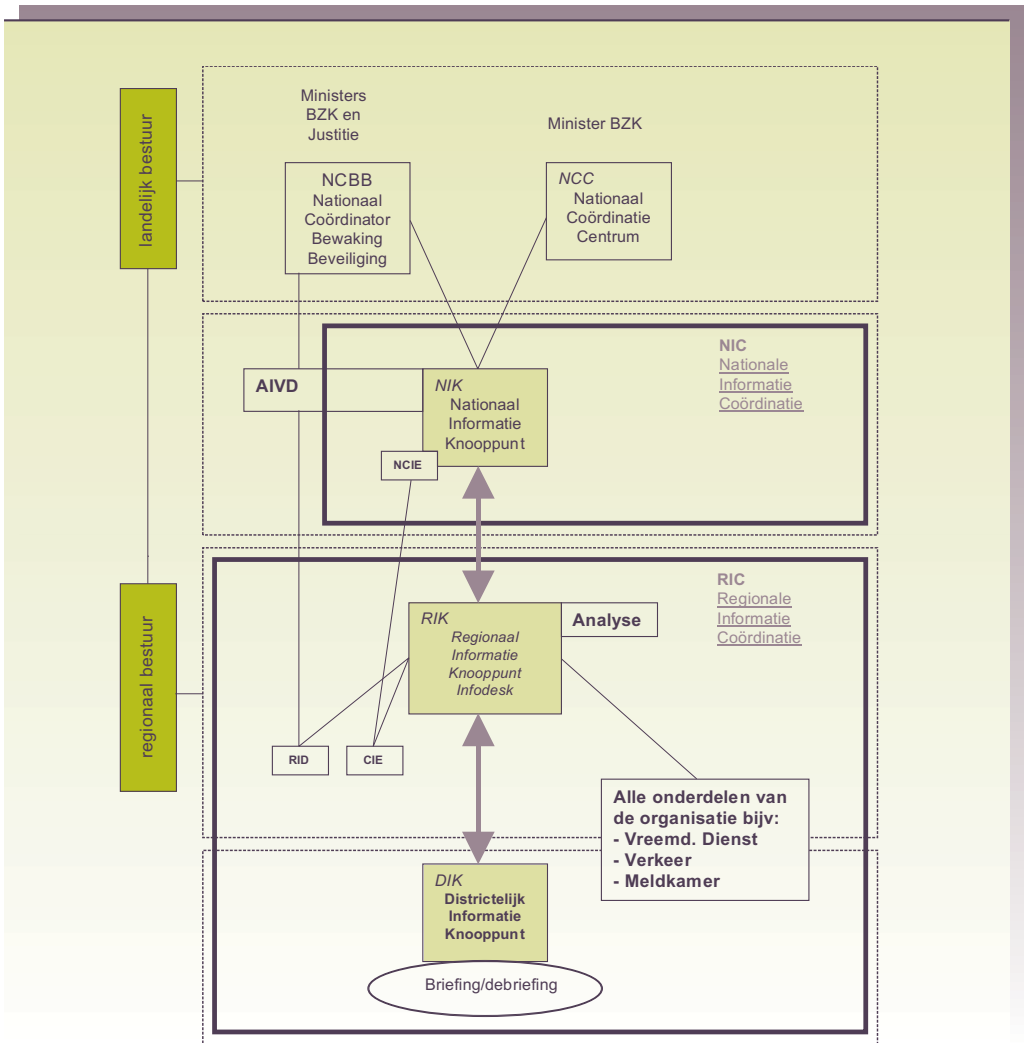 landelijk bestuur
Ministers
BZK en
Justitie
Minister BZK
NCBB
Nationaal
Coördinator
Bewaking
Beveiliging
NCC
Nationaal
Coördinatie
Centrum
NIC
Nationale
Informatie
Coördinatie
AIVD
NIK
Nationaal
Informatie
Knooppunt
NCIE
regionaal bestuur
RIC
Regionale
Informatie
Coördinatie
RIK
Regionaal
Informatie
Knooppunt
Infodesk
Analyse
RID
CIE
Alle onderdelen van
de organisatie bijv:
- Vreemd. Dienst
- Verkeer
- Meldkamer
DIK
Districtelijk
Informatie
Knooppunt
Briefing/debriefing